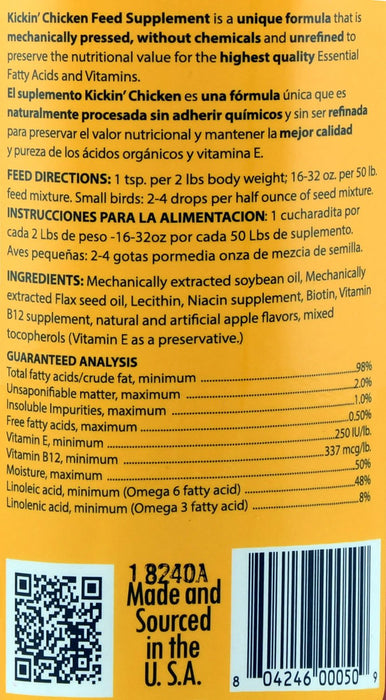 Kickin' Chicken Feed Supplement is a unique formula that is
mechanically pressed, without chemicals and unrefined to
preserve the nutritional value for the highest quality Essential
Fatty Acids and Vitamins.
El suplemento Kickin' Chicken es una fórmula única que es
naturalmente procesada sin adherir químicos y sin ser refinada
para preservar el valor nutricional y mantener la mejor calidad
y pureza de los ácidos orgánicos y vitamina E.
FEED DIRECTIONS: 1 tsp. per 2 lbs body weight; 16-32 oz. per 50 lb.
feed mixture. Small birds: 2-4 drops per half ounce of seed mixture.
INSTRUCCIONES PARA LA ALIMENTACION: 1 cucharadita por
cada 2 Lbs de peso -16-32oz por cada 50 Lbs de suplemento.
Aves pequeñas: 2-4 gotas pormedia onza de mezcia de semilla.
INGREDIENTS: Mechanically extracted soybean oil, Mechanically
extracted Flax seed oil, Lecithin, Niacin supplement, Biotin, Vitamin
B12 supplement, natural and artificial apple flavors, mixed
tocopherols (Vitamin E as a preservative.)
GUARANTEED ANALYSIS
Total fatty acids/crude fat, minimum ........ 98%
Unsaponifiable matter, maximum ........ 2.0%
Insoluble Impurities, maximum ........ 1.0%
Free fatty acids, maximum ........ 0.50%
Vitamin E, minimum ........ 250 IU/lb.
Vitamin B12, minimum ........ 337 mcg/lb.
Moisture, maximum ........ 50%
Linoleic acid, minimum (Omega 6 fatty acid) ........ 48%
Linolenic acid, minimum (Omega 3 fatty acid) ........ 8%
1 8240A
Made and
Sourced
in the
U. S.A.
8 04246 00050 9